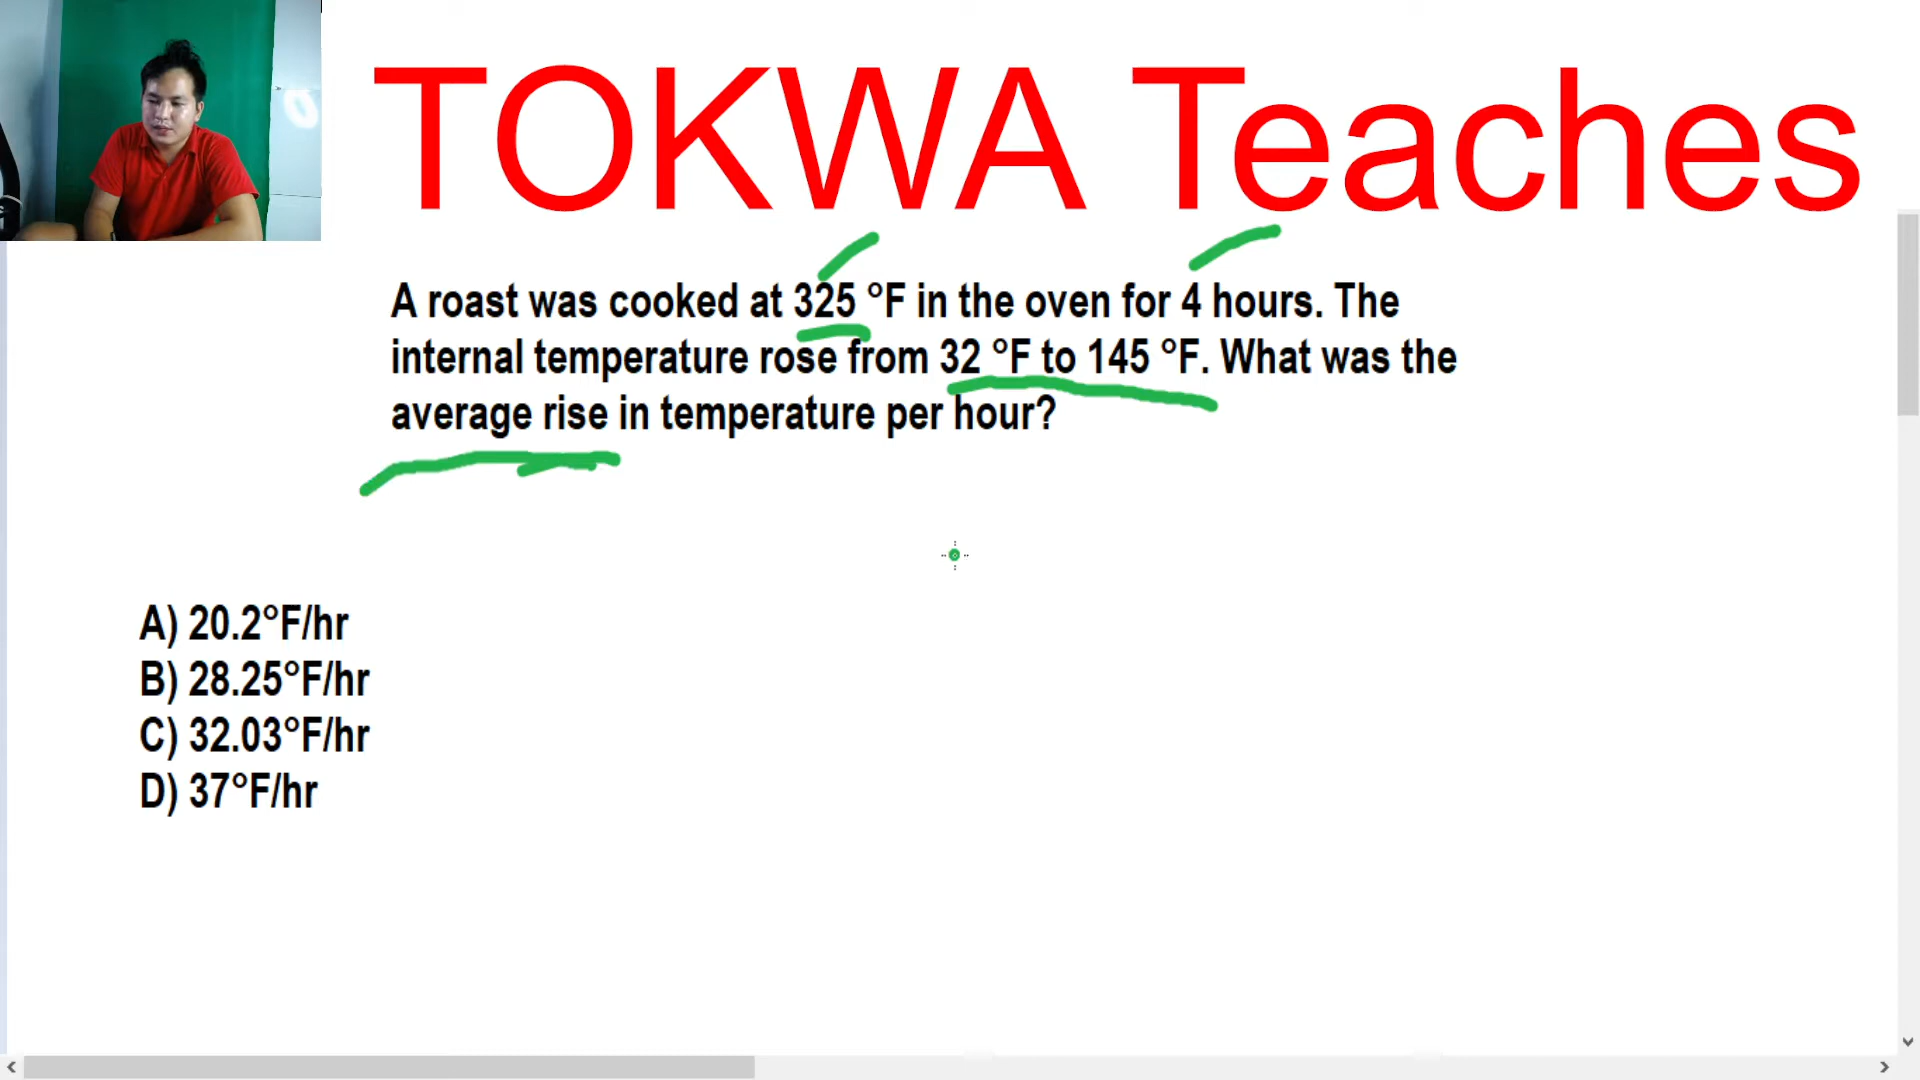 TOKWA Teaches
A roast was cooked at 325 °F in the oven for 4 hours. The
internal temperature rose from 32 °F to 145 °F. What was the
average rise in temperature per hour?
A) 20.2°F/hr
B) 28.25°F/hr
C) 32.03°F/hr
D) 37°F/hr